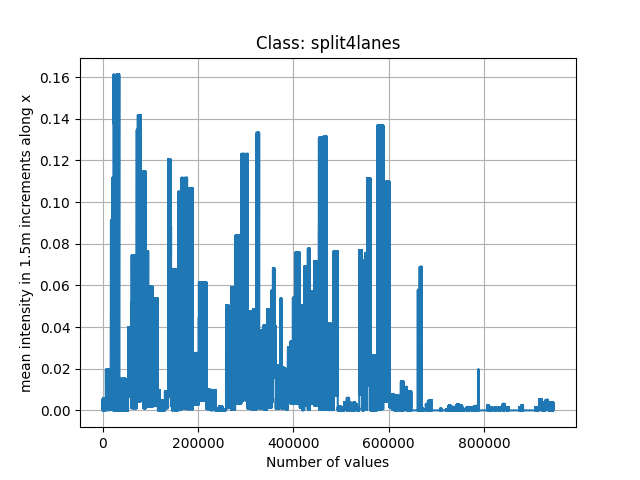 Class: split4lanes
mean intensity in 1.5m increments along x
0.16
0.14
0.12
0.10
0.08
0.06
0.04
0.02
0.00
0 200000 400000 600000 800000
Number of values